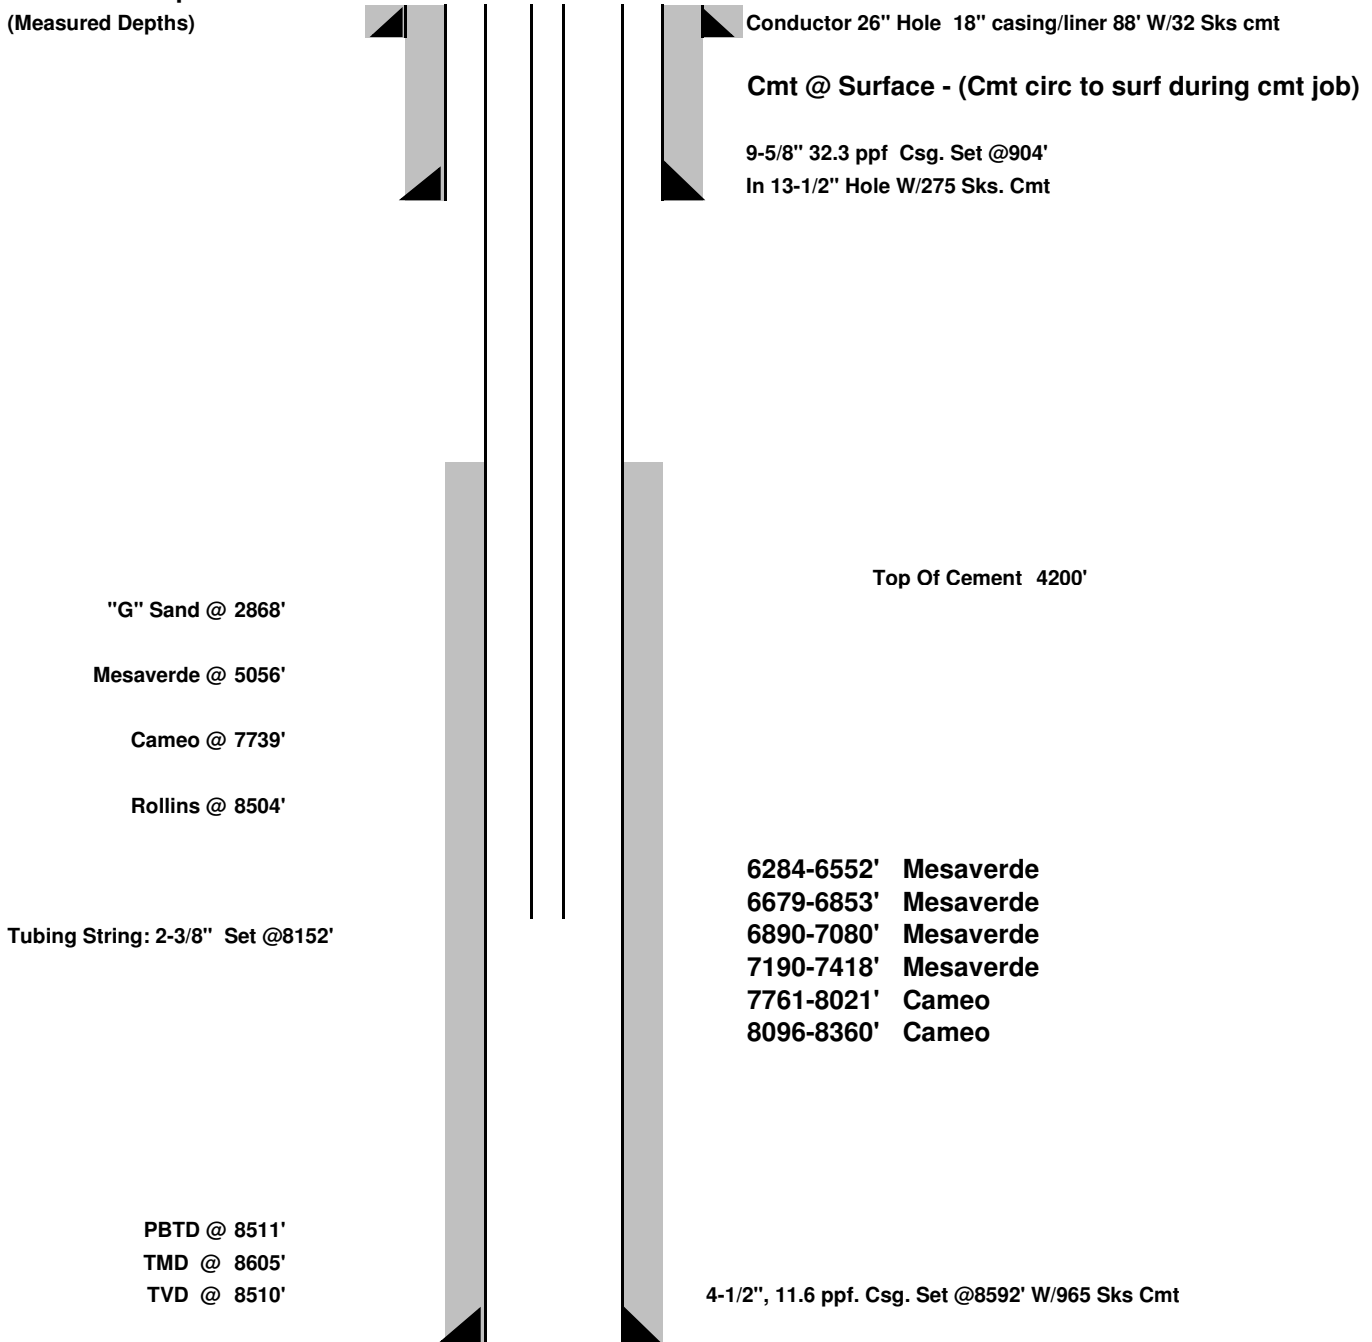 (Measured Depths)
Conductor 26" Hole 18" casing/liner 88' W/32 Sks cmt
Cmt @ Surface - (Cmt circ to surf during cmt job)
9-5/8" 32.3 ppf Csg. Set @904'
In 13-1/2" Hole W/275 Sks. Cmt
Top Of Cement 4200'
"G" Sand @ 2868'
Mesaverde @ 5056'
Cameo @ 7739'
Rollins @ 8504'
6284-6552' Mesaverde
6679-6853' Mesaverde
6890-7080' Mesaverde
7190-7418' Mesaverde
7761-8021' Cameo
8096-8360' Cameo
Tubing String: 2-3/8" Set @8152'
PBTD @ 8511'
TMD @ 8605'
TVD @ 8510'
4-1/2", 11.6 ppf. Csg. Set @8592' W/965 Sks Cmt